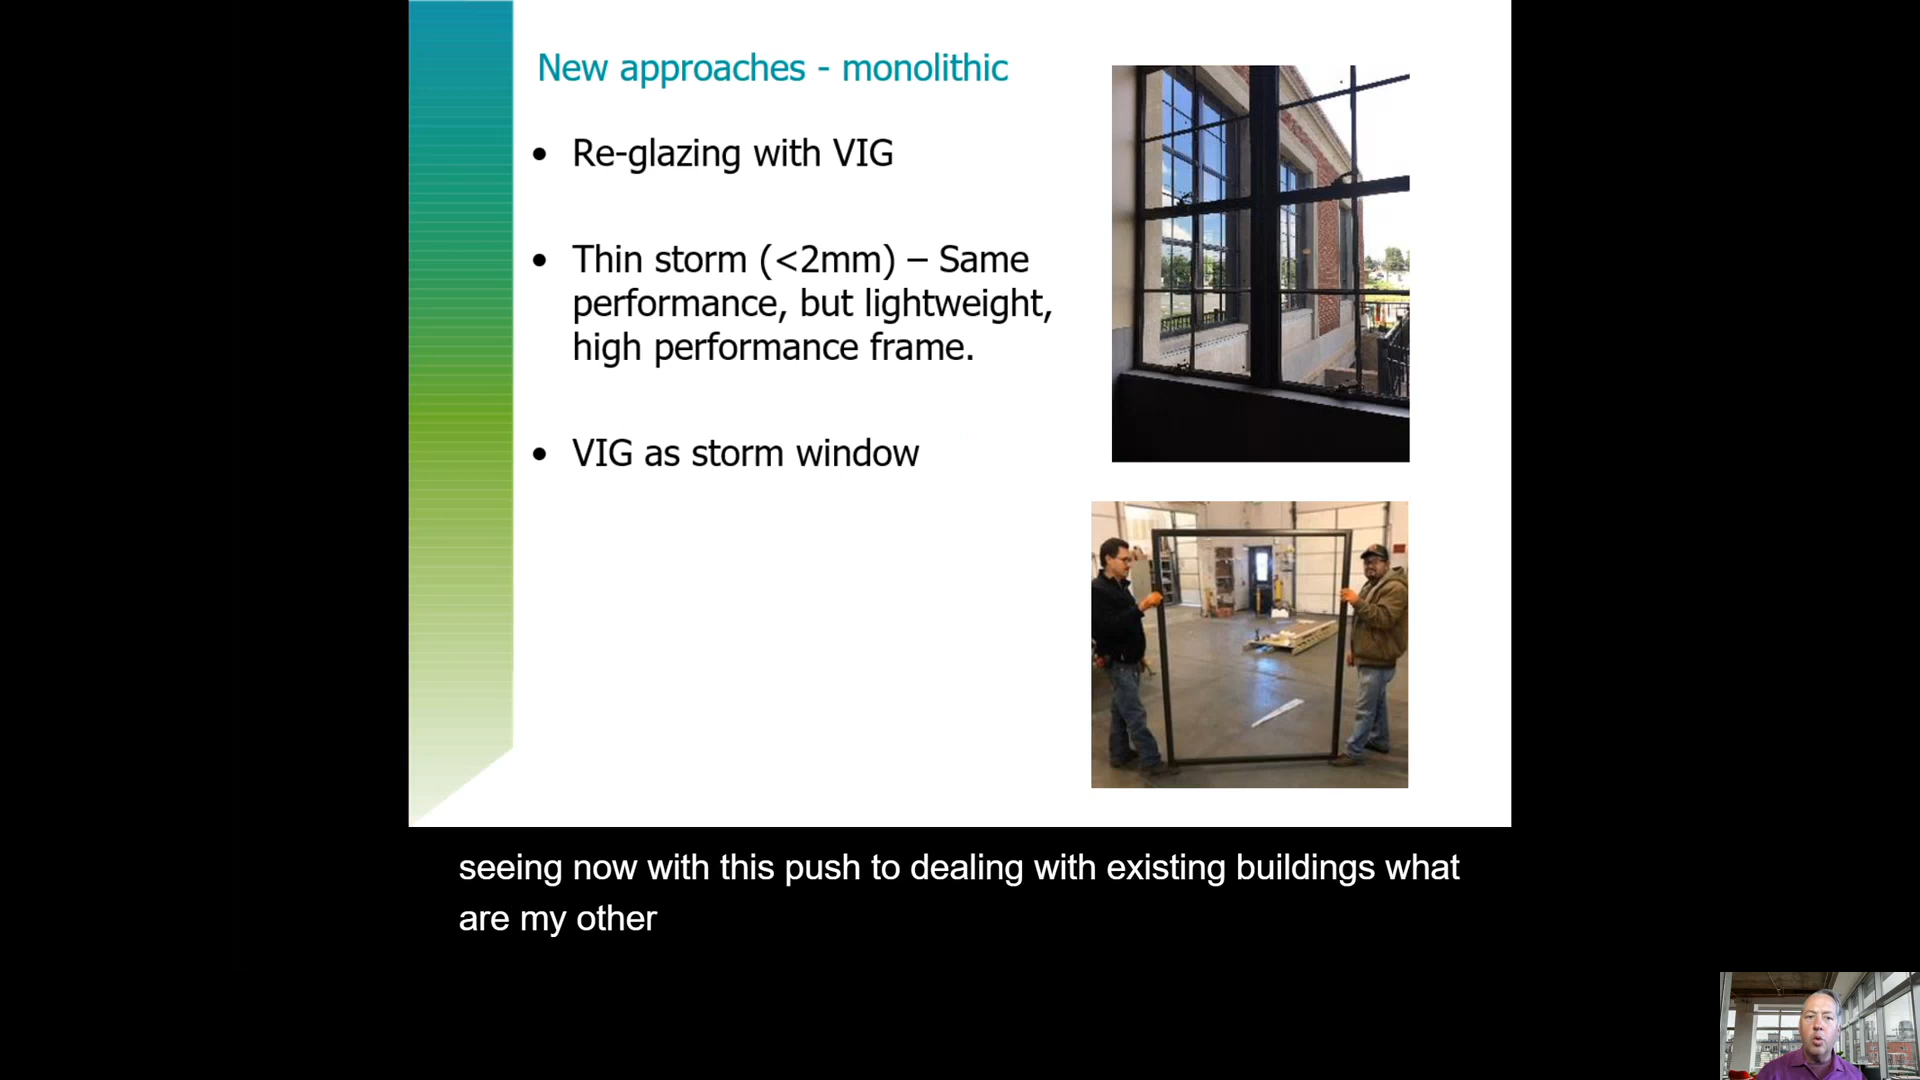 New approaches - monolithic
• Re-glazing with VIG
• Thin storm (<2mm) – Same
performance, but lightweight,
high performance frame.
• VIG as storm window
seeing now with this push to dealing with existing buildings what
are my other